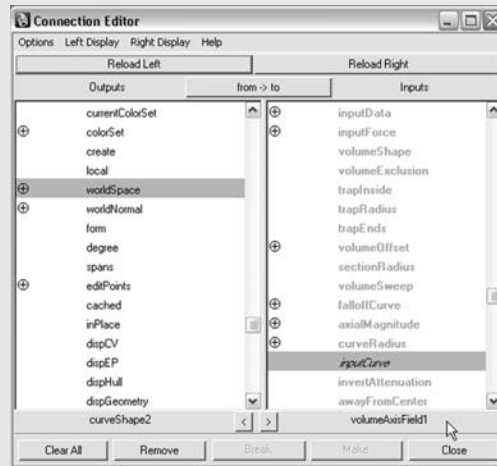 Connection Editor
Options Left Display Right Display Help
Reload Left Reload Right
Outputs from -> to Inputs
currentColorSet
colorSet
create
local
worldSpace
worldNormal
form
degree
spans
editPoints
cached
inPlace
dispCV
dispEP
dispHull
dispGeometry
inputData
inputForce
volumeShape
volumeExclusion
trapInside
trapRadius
trapEnds
volumeOffset
sectionRadius
volumeSweep
falloffCurve
axialMagnitude
curveRadius
inputCurve
invertAttenuation
awayFromCenter
curveShape2 < > volumeAxisField1
Clear All Remove Break Make Close